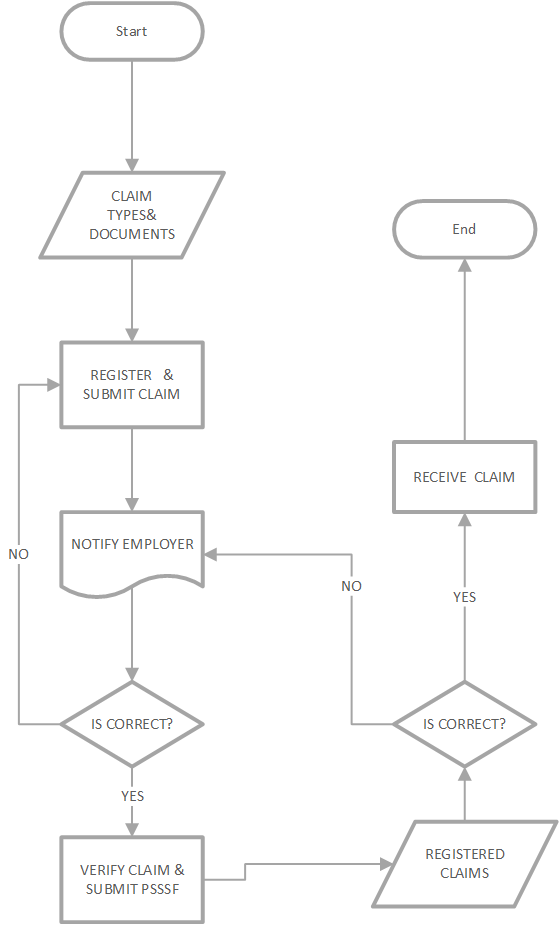 Start
CLAIM
TYPES&
DOCUMENTS
REGISTER &
SUBMIT CLAIM
NOTIFY EMPLOYER
NO
IS CORRECT?
YES
VERIFY CLAIM &
SUBMIT PSSSF
REGISTERED
CLAIMS
IS CORRECT?
NO
YES
RECEIVE CLAIM
End